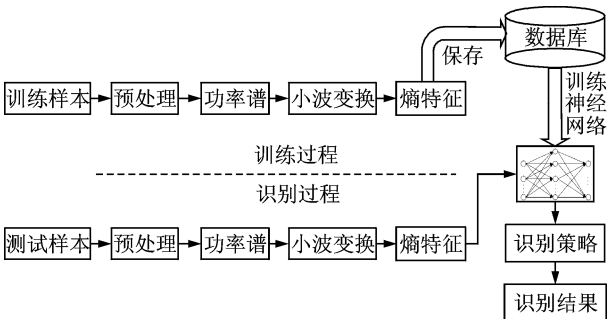 数据库
保存
训练样本
预处理
功率谱
小波变换
熵特征
训练
神经
网络
训练过程
识别过程
测试样本
预处理
功率谱
小波变换
熵特征
识别策略
识别结果